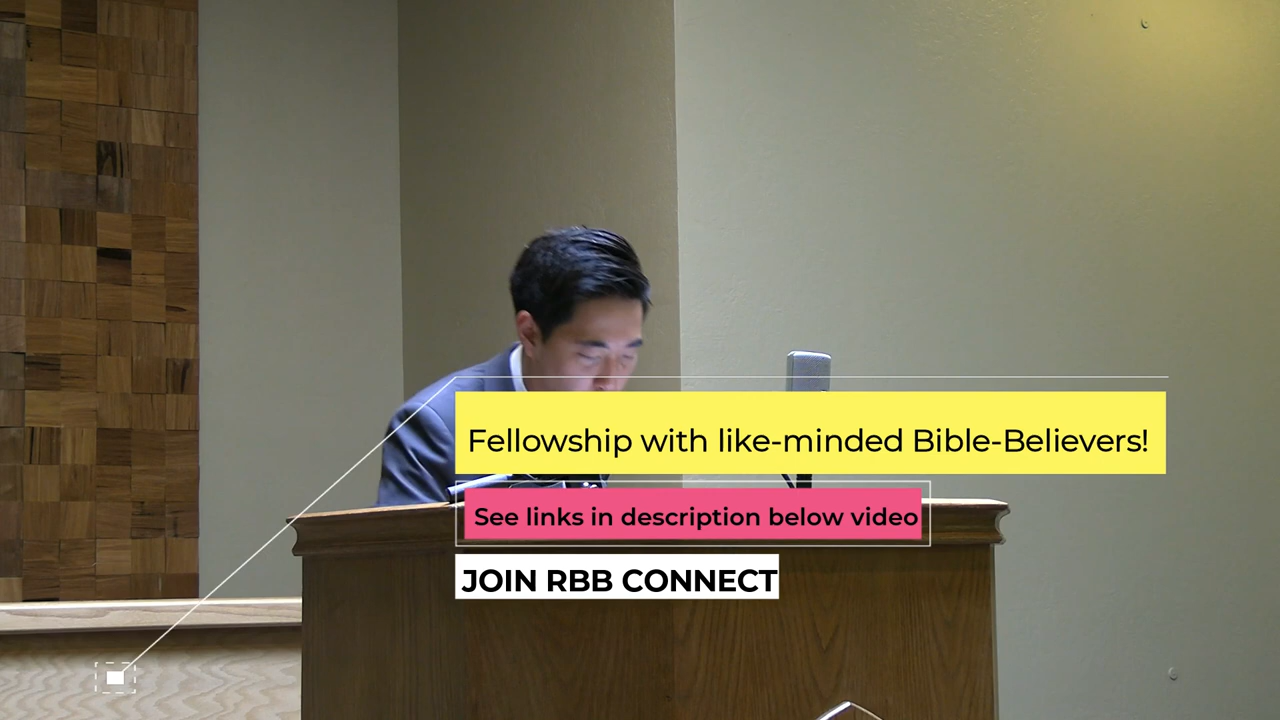 Fellowship with like-minded Bible-Believers!
See links in description below video
JOIN RBB CONNECT